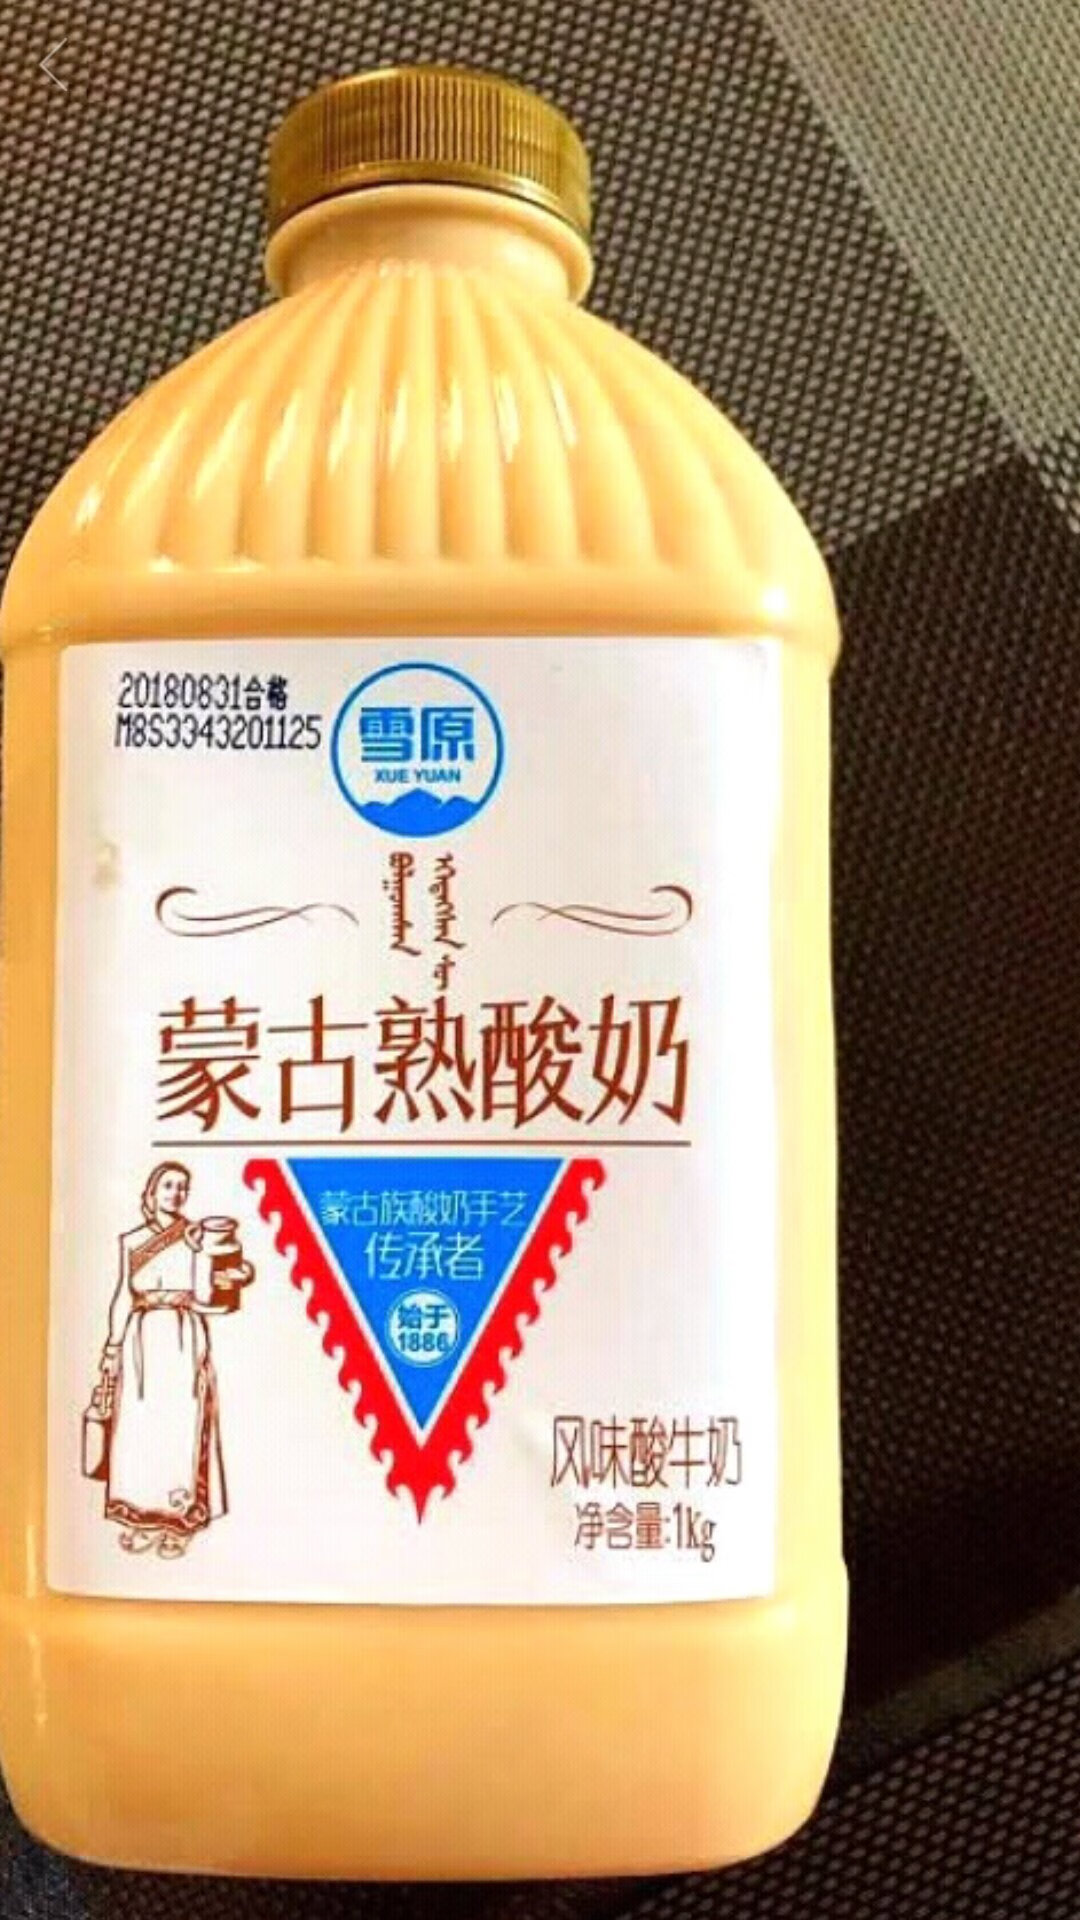 20180831合格
M8S3343201125
雪原
XUE YUAN
蒙古熟酸奶
蒙古族酸奶手艺
传承者
始于
1886
风味酸牛奶
净含量:1kg